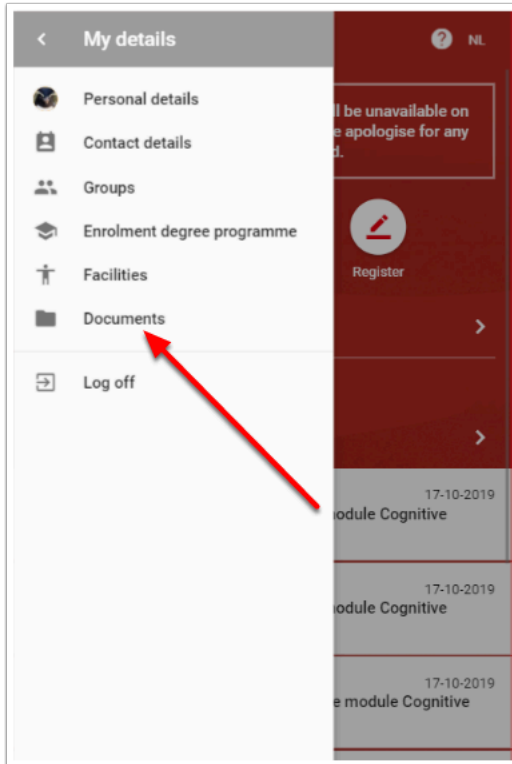 My details
NL
Personal details
Contact details
Groups
Enrolment degree programme
Facilities
Documents
Log off
be unavailable on
e apologise for any
d.
Register
17-10-2019
odule Cognitive
17-10-2019
odule Cognitive
17-10-2019
e module Cognitive